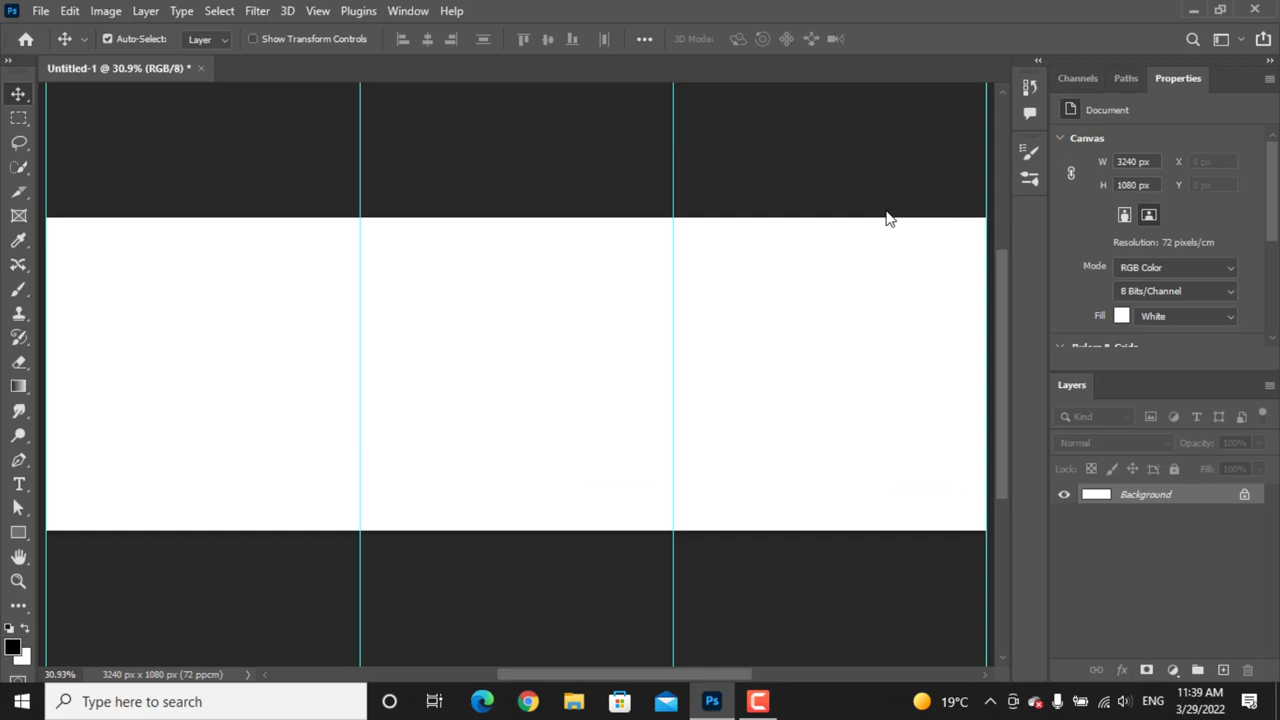 Ps File Edit Image Layer Type Select Filter 3D View Plugins Window Help
Auto-Select: Layer Show Transform Controls 3D Mode:
Untitled-1 @ 30.9% (RGB/8) * ×
Channels Paths Properties
Document
Canvas
W 3240 px X 0 px
H 1080 px Y 0 px
Resolution: 72 pixels/cm
Mode RGB Color
8 Bits/Channel
Fill White
Rulers & Grids
Layers
Kind
Normal Opacity: 100%
Lock: Fill: 100%
Background
30.93% 3240 px x 1080 px (72 ppcm)
Type here to search
Ps
19°C
ENG
11:39 AM
3/29/2022